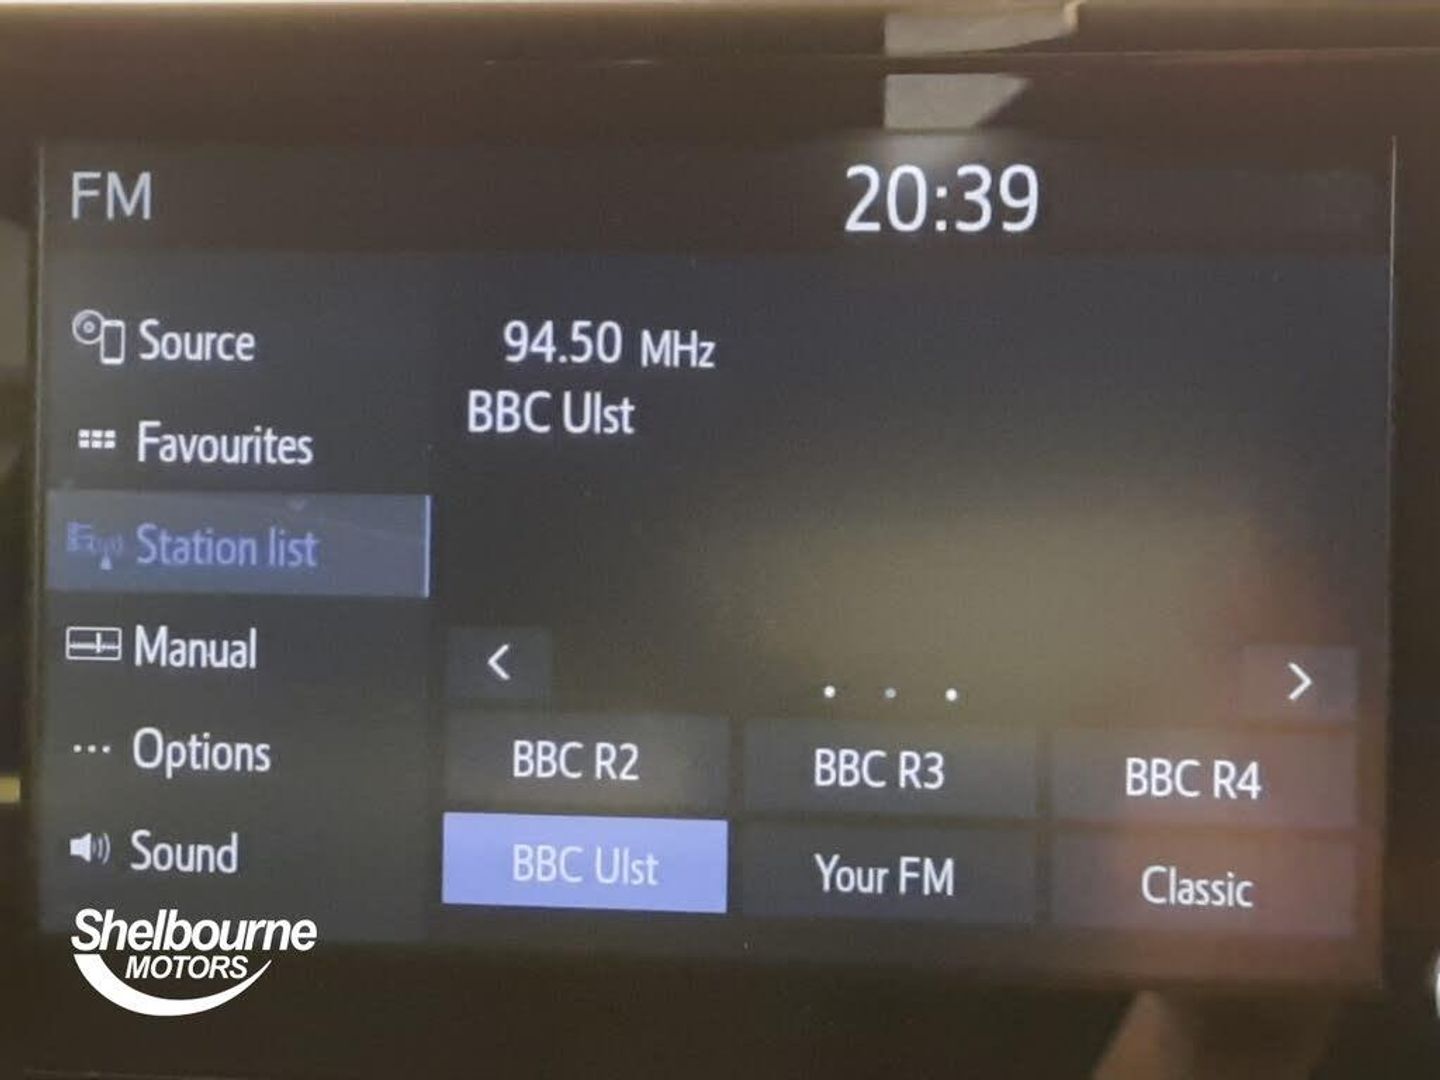 FM
20:39
Source
Favourites
Station list
Manual
Options
Sound
94.50 MHz
BBC Ulst
BBC R2
BBC R3
BBC R4
BBC Ulst
Your FM
Classic
Shelbourne
MOTORS